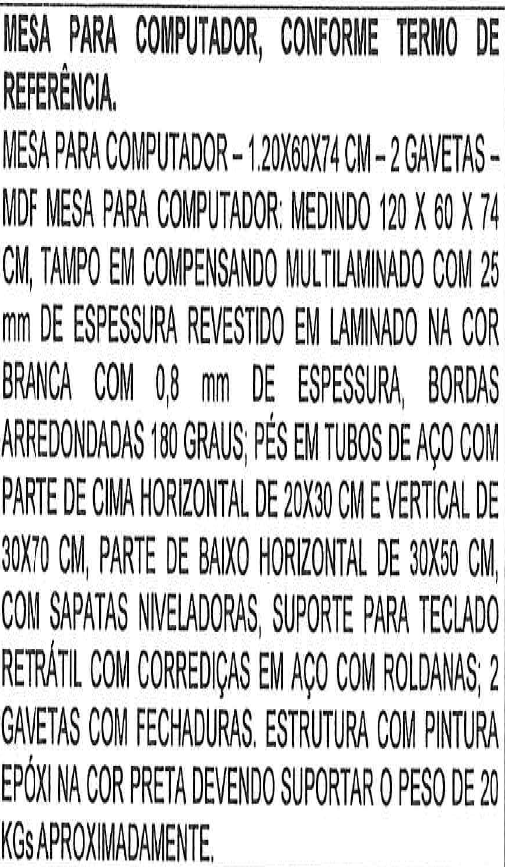 MESA PARA COMPUTADOR, CONFORME TERMO DE
REFERÊNCIA.
MESA PARA COMPUTADOR – 1.20X60X74 CM – 2 GAVETAS –
MDF MESA PARA COMPUTADOR: MEDINDO 120 X 60 X 74
CM, TAMPO EM COMPENSANDO MULTILAMINADO COM 25
mm DE ESPESSURA REVESTIDO EM LAMINADO NA COR
BRANCA COM 0,8 mm DE ESPESSURA, BORDAS
ARREDONDADAS 180 GRAUS; PÉS EM TUBOS DE AÇO COM
PARTE DE CIMA HORIZONTAL DE 20X30 CM E VERTICAL DE
30X70 CM, PARTE DE BAIXO HORIZONTAL DE 30X50 CM,
COM SAPATAS NIVELADORAS, SUPORTE PARA TECLADO
RETRÁTIL COM CORREDIÇAS EM AÇO COM ROLDANAS; 2
GAVETAS COM FECHADURAS. ESTRUTURA COM PINTURA
EPÓXI NA COR PRETA DEVENDO SUPORTAR O PESO DE 20
KGs APROXIMADAMENTE.